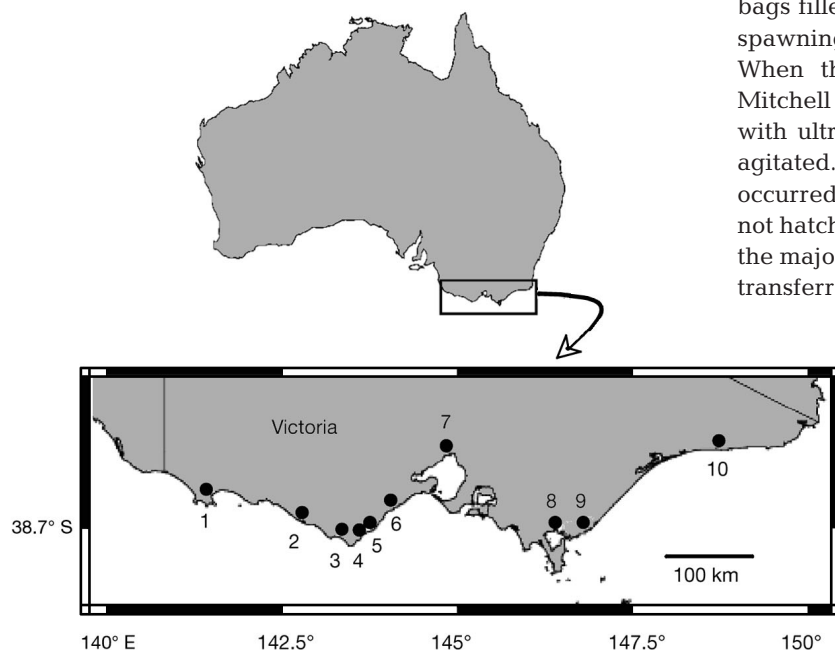 bags fille
spawning
When th
Mitchell
with ultr
agitated.
occurred
not hatch
the majo
transferr
Victoria
7
10
1
2
3
4
5
6
8 9
38.7° S
100 km
140° E 142.5° 145° 147.5° 150°